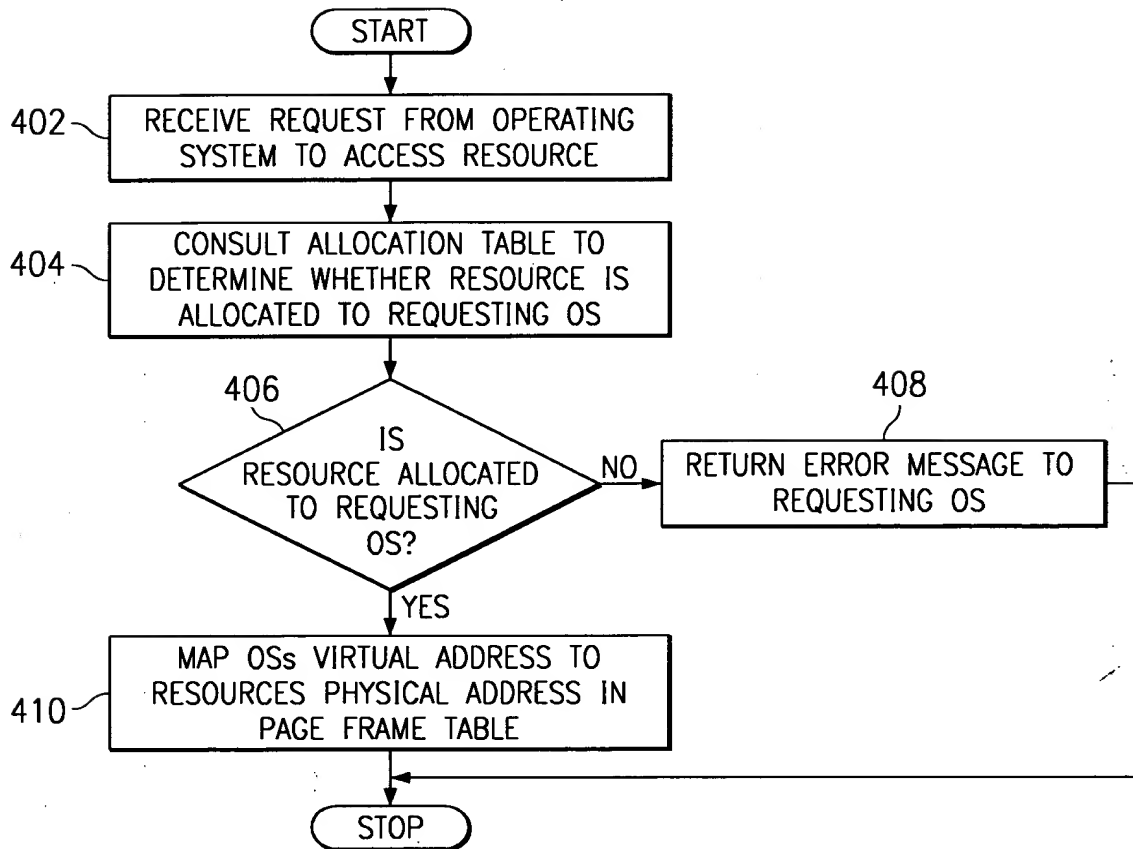 START
402
RECEIVE REQUEST FROM OPERATING
SYSTEM TO ACCESS RESOURCE
404
CONSULT ALLOCATION TABLE TO
DETERMINE WHETHER RESOURCE IS
ALLOCATED TO REQUESTING OS
406
IS
RESOURCE ALLOCATED
TO REQUESTING
OS?
NO
408
RETURN ERROR MESSAGE TO
REQUESTING OS
YES
410
MAP OSs VIRTUAL ADDRESS TO
RESOURCES PHYSICAL ADDRESS IN
PAGE FRAME TABLE
STOP